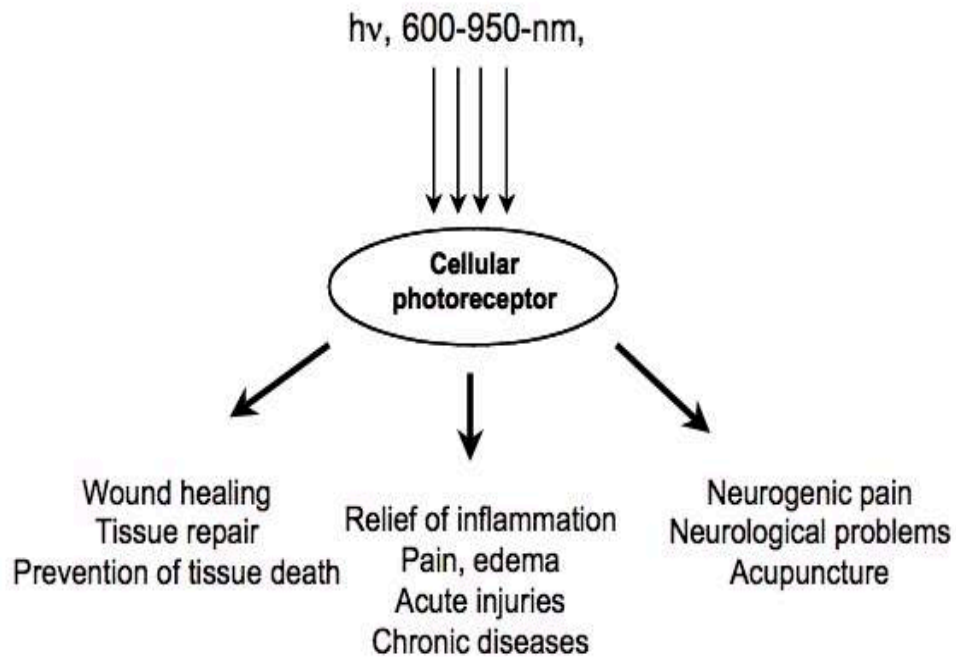 hν, 600-950-nm,
Cellular
photoreceptor
Wound healing
Tissue repair
Prevention of tissue death
Relief of inflammation
Pain, edema
Acute injuries
Chronic diseases
Neurogenic pain
Neurological problems
Acupuncture